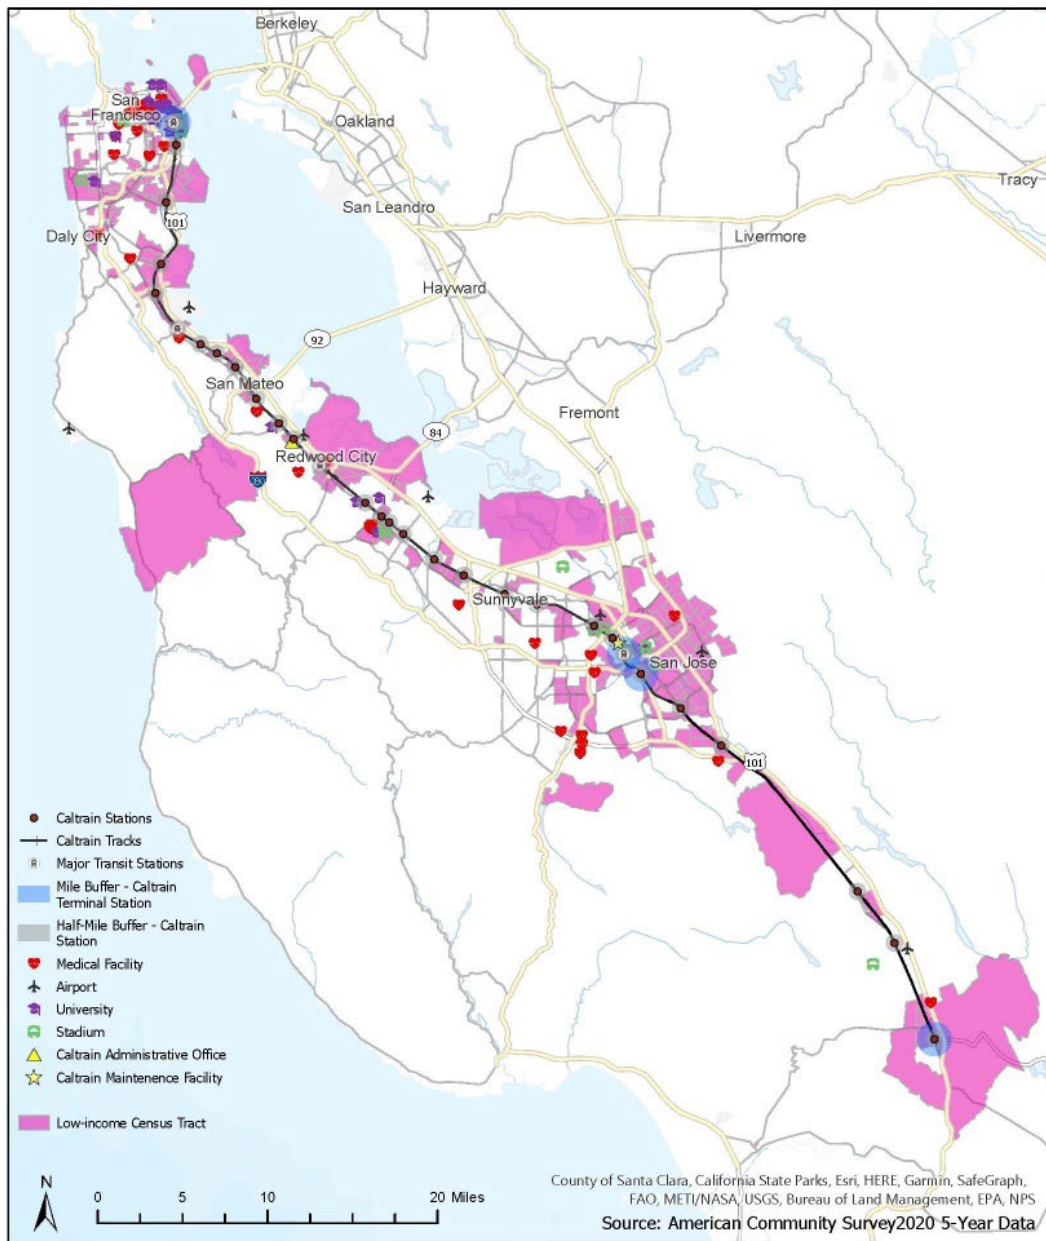 Berkeley
San
Francisco
Oakland
Tracy
San Leandro
101
Daly City
Livermore
Hayward
92
San Mateo
Fremont
84
Redwood City
280
Sunnyvale
San Jose
101
Caltrain Stations
Caltrain Tracks
Major Transit Stations
Mile Buffer - Caltrain
Terminal Station
Half-Mile Buffer - Caltrain
Station
Medical Facility
Airport
University
Stadium
Caltrain Administrative Office
Caltrain Maintenence Facility
Low-income Census Tract
N
0 5 10 20 Miles
County of Santa Clara, California State Parks, Esri, HERE, Garmin, SafeGraph,
FAO, METI/NASA, USGS, Bureau of Land Management, EPA, NPS
Source: American Community Survey2020 5-Year Data